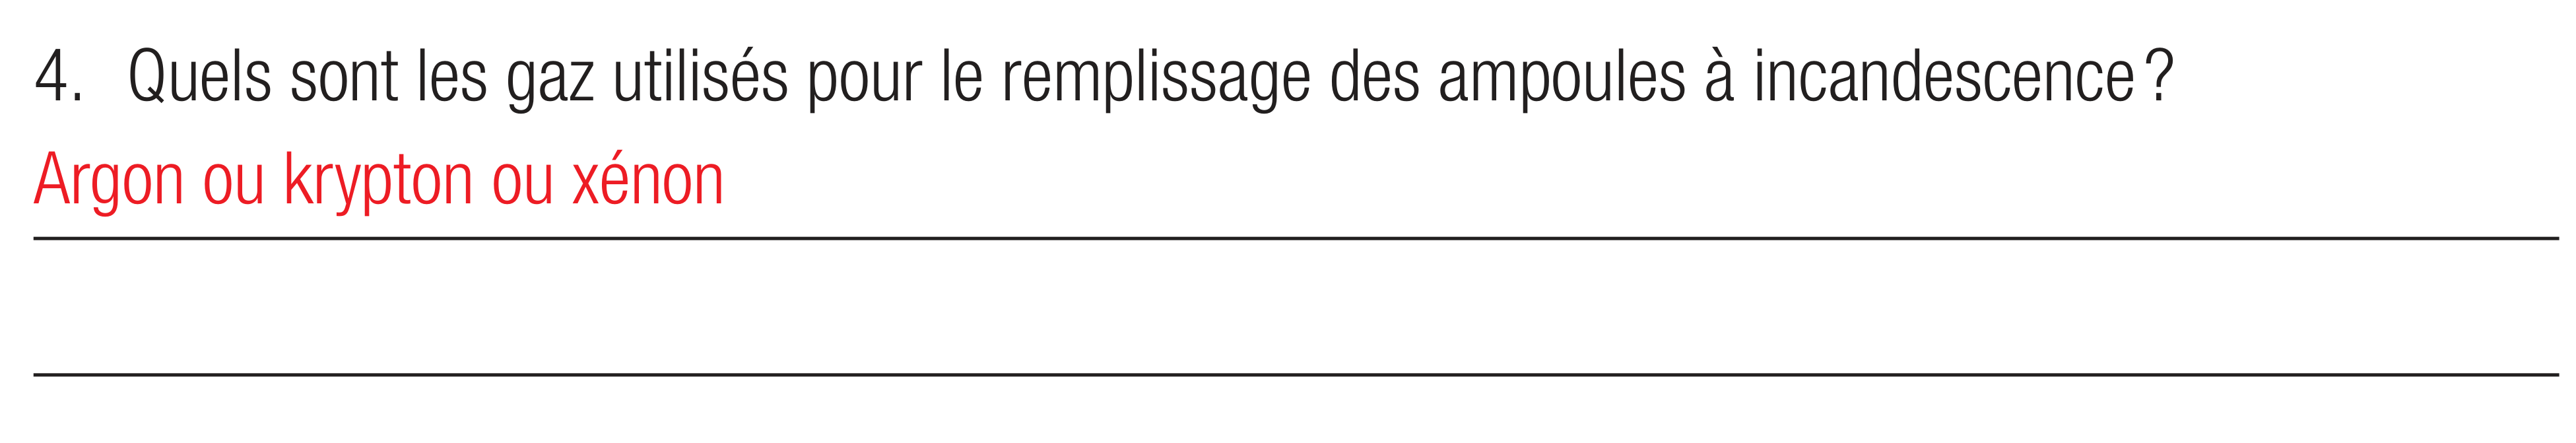 4. Quels sont les gaz utilisés pour le remplissage des ampoules à incandescence ?
Argon ou krypton ou xénon